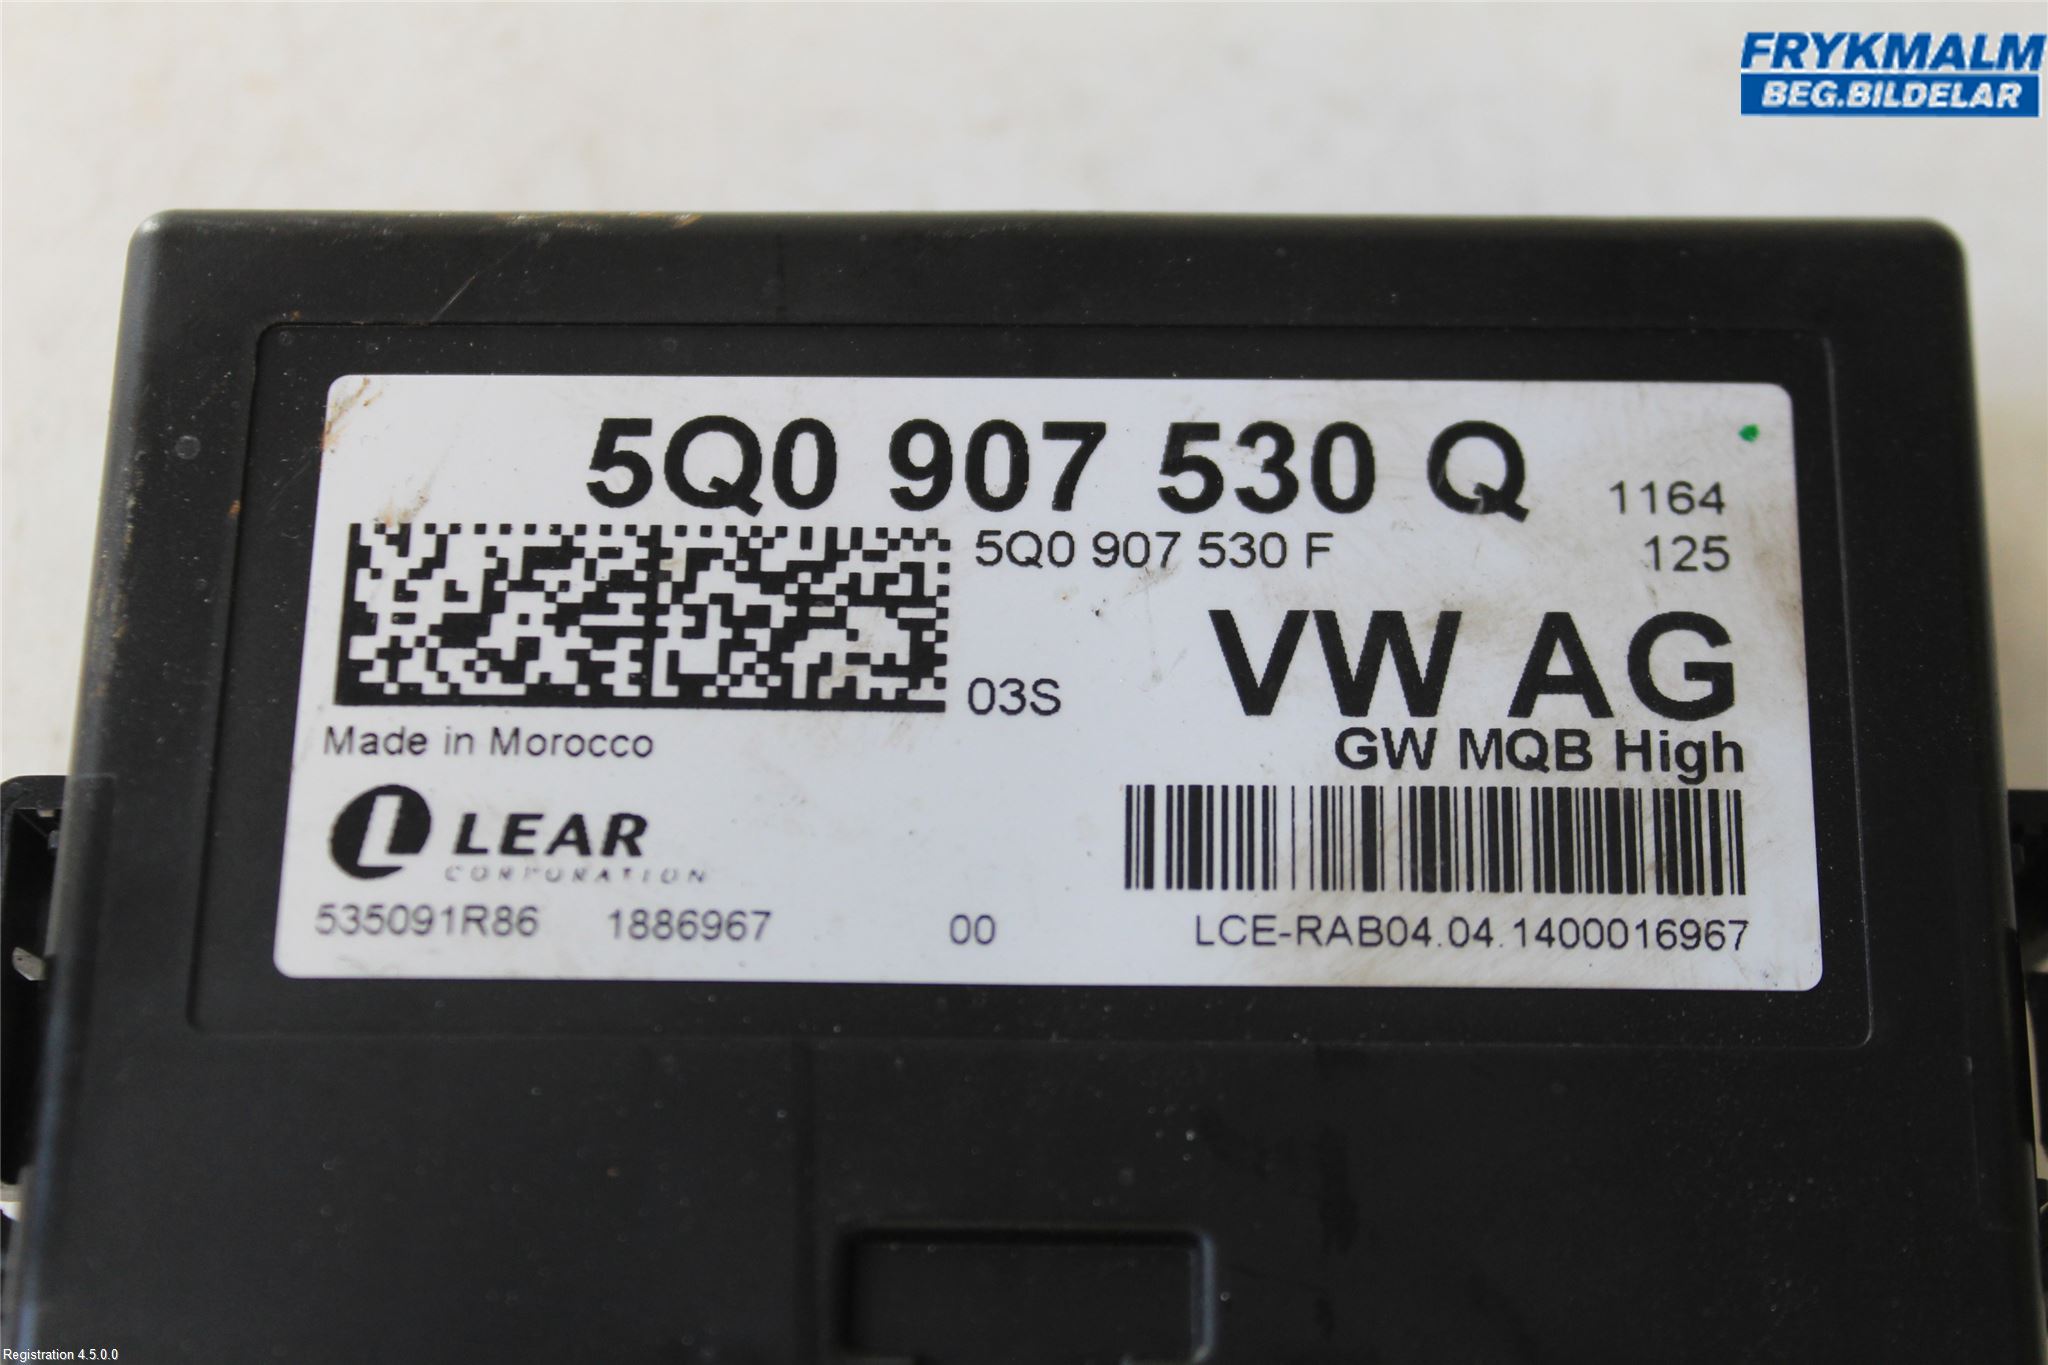 FRYKMALM
BEG.BILDELAR
5Q0 907 530 Q 1164
5Q0 907 530 F 125
VW AG
03S
GW MQB High
Made in Morocco
LEAR
CORPORATION
535091R86 1886967 00 LCE-RAB04.04.1400016967
Registration 4.5.0.0